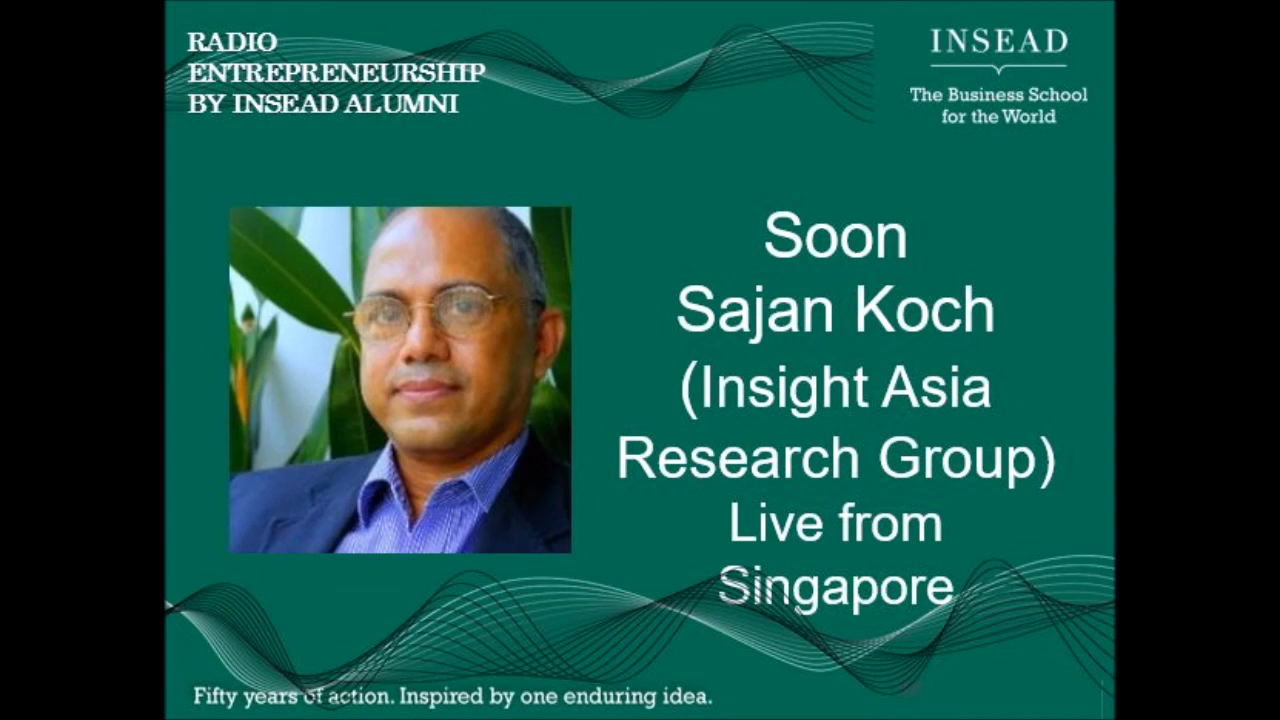 RADIO
ENTREPRENEURSHIP
BY INSEAD ALUMNI
INSEAD
The Business School
for the World
Soon
Sajan Koch
(Insight Asia
Research Group)
Live from
Singapore
Fifty years of action. Inspired by one enduring idea.